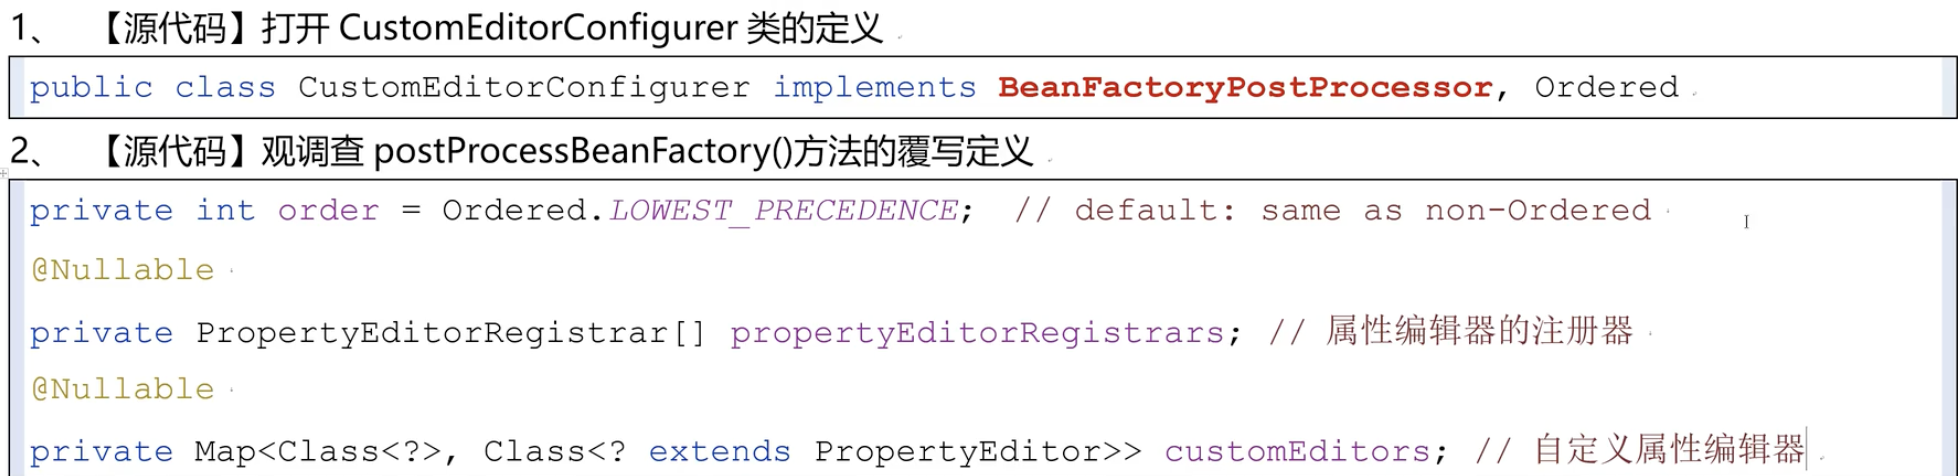 1、 【源代码】打开 CustomEditorConfigurer 类的定义
public class CustomEditorConfigurer implements BeanFactoryPostProcessor, Ordered
2、 【源代码】观调查 postProcessBeanFactory()方法的覆写定义
private int order = Ordered.LOWEST_PRECEDENCE;  // default: same as non-Ordered
@Nullable
private PropertyEditorRegistrar[] propertyEditorRegistrars; // 属性编辑器的注册器
@Nullable
private Map<Class<?>, Class<? extends PropertyEditor>> customEditors; // 自定义属性编辑器